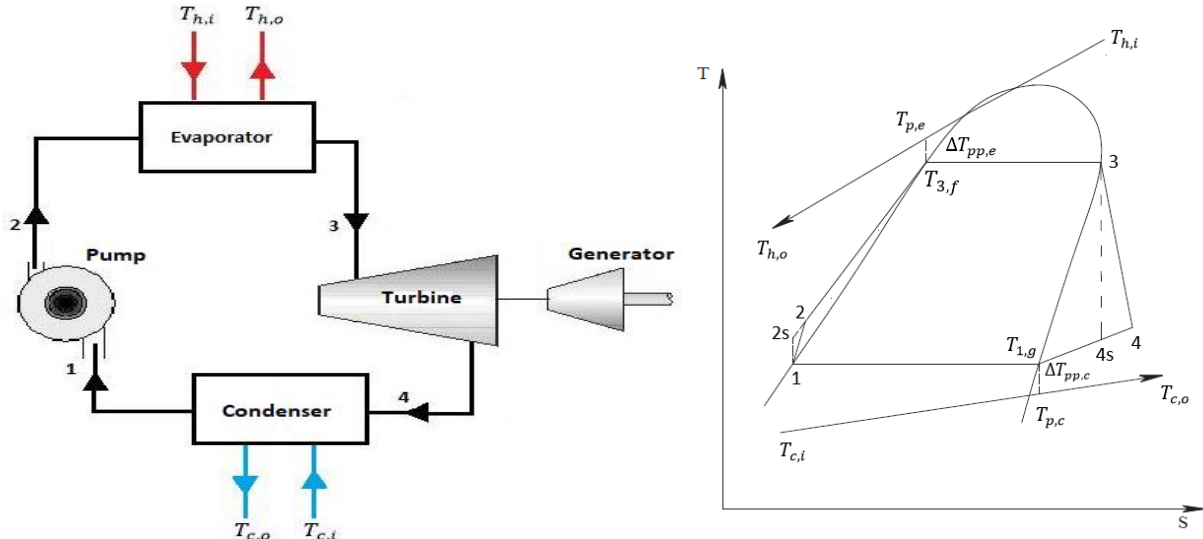 T_{h,i} T_{h,o}
Evaporator
2
3
Pump
Generator
Turbine
1
4
Condenser
T_{c,o} T_{c,i}
T
T_{h,i}
T_{p,e}
ΔT_{pp,e}
3
T_{3,f}
T_{h,o}
2
2s
T_{1,g}
4
4s
1
ΔT_{pp,c}
T_{c,o}
T_{p,c}
T_{c,i}
S